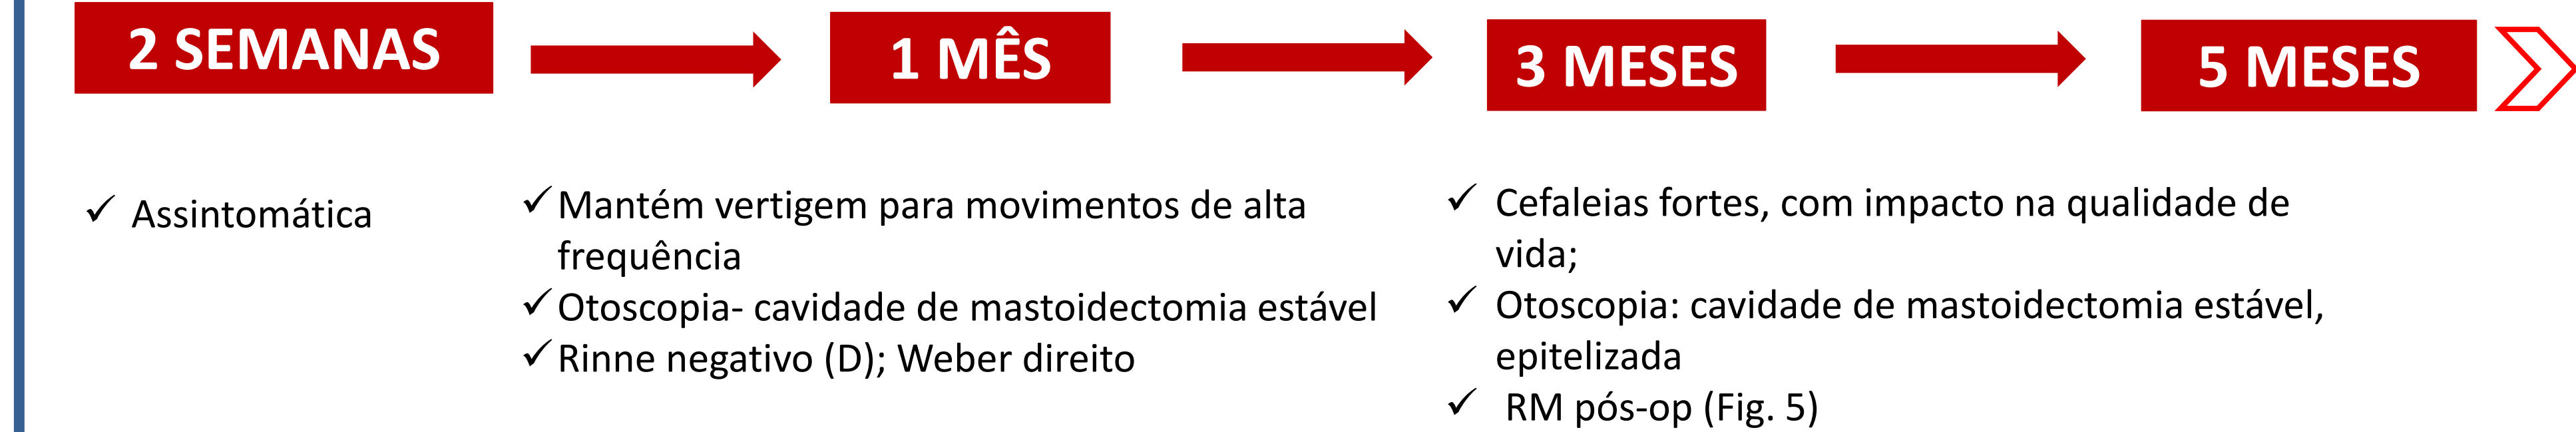 2 SEMANAS
1 MÊS
3 MESES
5 MESES
✓ Assintomática
✓ Mantém vertigem para movimentos de alta
frequência
✓ Otoscopia- cavidade de mastoidectomia estável
✓ Rinne negativo (D); Weber direito
✓ Cefaleias fortes, com impacto na qualidade de
vida;
✓ Otoscopia: cavidade de mastoidectomia estável,
epitelizada
✓ RM pós-op (Fig. 5)